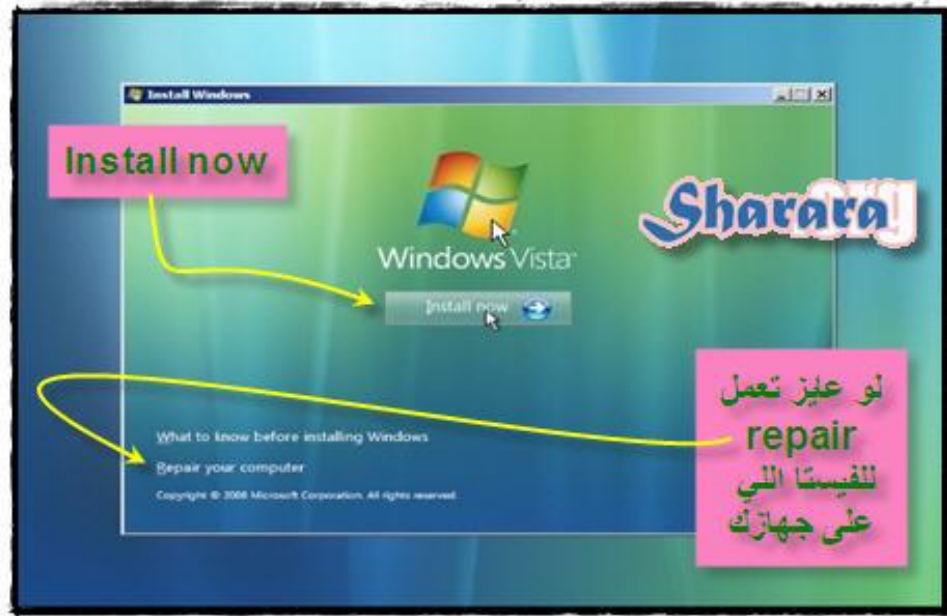 Install Windows
Install now
Sharara
Windows Vista
Install now
لو عايز تعمل
repair
للفيستا اللي
على جهازك
What to know before installing Windows
Repair your computer
Copyright © 2006 Microsoft Corporation. All rights reserved.